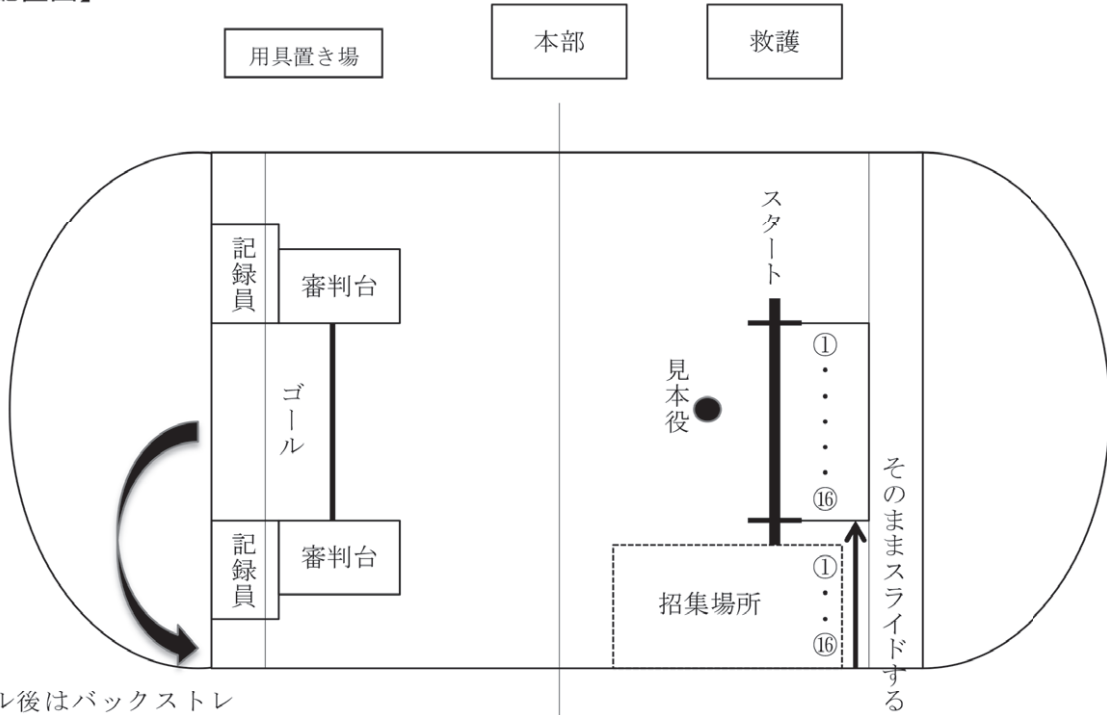 用具置き場
本部
救護
記録員
審判台
スタート
①
・
・
・
・
・
⑯
見本役
ゴール
記録員
審判台
招集場所
①
・
・
⑯
そのままスライドする
後はバックストレ